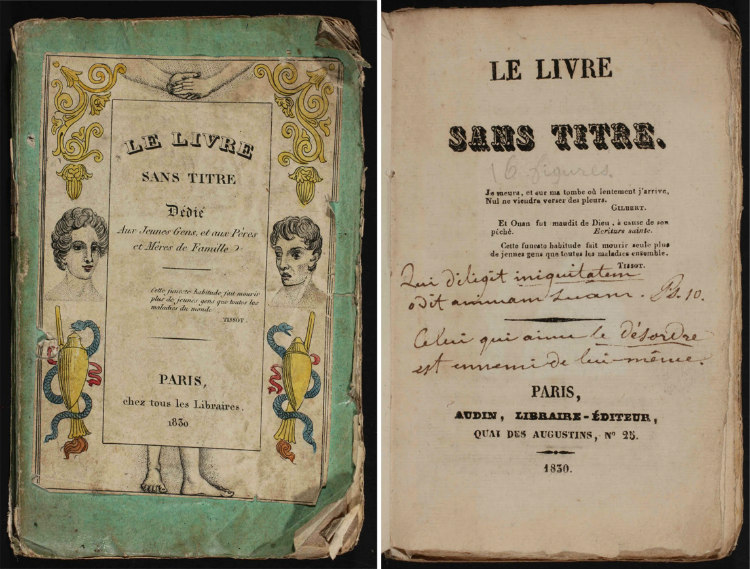 LE LIVRE
SANS TITRE
Dédié
Aux Jeunes Gens, et aux Pères
et Mères de Famille
Cette funeste habitude fait mourir
plus de jeunes gens que toutes les
maladies du monde
TISSOT
PARIS,
chez tous les Libraires.
1830
LE LIVRE
SANS TITRE.
16 figures.
Je meurs, et sur ma tombe où lentement j'arrive,
Nul ne viendra verser des pleurs.
GILBERT.
Et Onan fut maudit de Dieu, à cause de son
péché. Ecriture sainte.
Cette funeste habitude fait mourir seule plus
de jeunes gens que toutes les maladies ensemble.
TISSOT.
Qui diligit iniquitatem
odit animam suam. Ps. 10.
Celui qui aime le désordre
est ennemi de lui-même.
PARIS,
AUDIN, LIBRAIRE-ÉDITEUR,
QUAI DES AUGUSTINS, Nº 25.
1830.